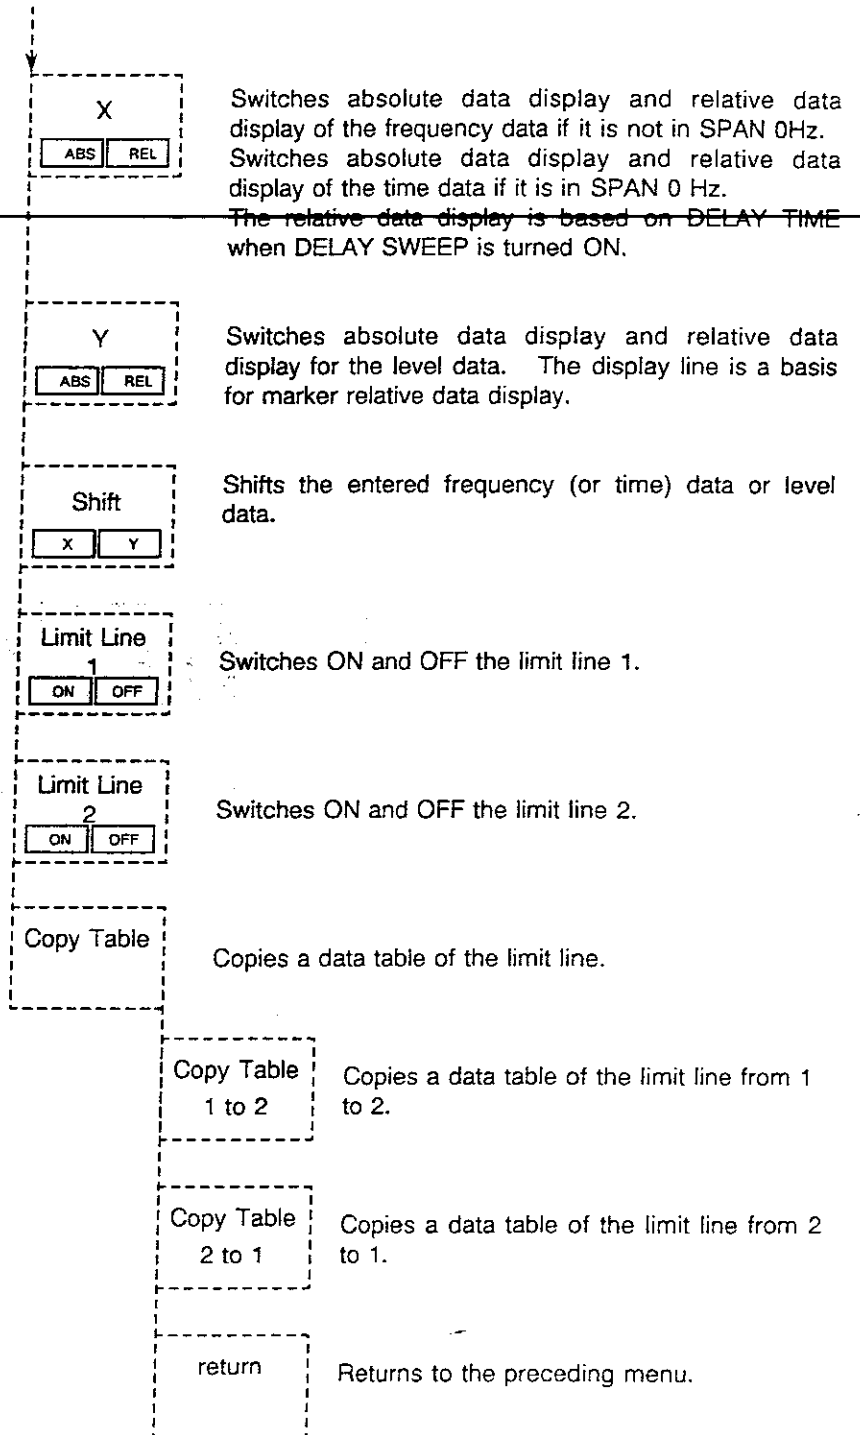 X
ABS REL
Switches absolute data display and relative data
display of the frequency data if it is not in SPAN 0Hz.
Switches absolute data display and relative data
display of the time data if it is in SPAN 0 Hz.
The relative data display is based on DELAY TIME
when DELAY SWEEP is turned ON.
Y
ABS REL
Switches absolute data display and relative data
display for the level data. The display line is a basis
for marker relative data display.
Shift
X Y
Shifts the entered frequency (or time) data or level
data.
Limit Line
1
ON OFF
Switches ON and OFF the limit line 1.
Limit Line
2
ON OFF
Switches ON and OFF the limit line 2.
Copy Table
Copies a data table of the limit line.
Copy Table
1 to 2
Copies a data table of the limit line from 1
to 2.
Copy Table
2 to 1
Copies a data table of the limit line from 2
to 1.
return
Returns to the preceding menu.